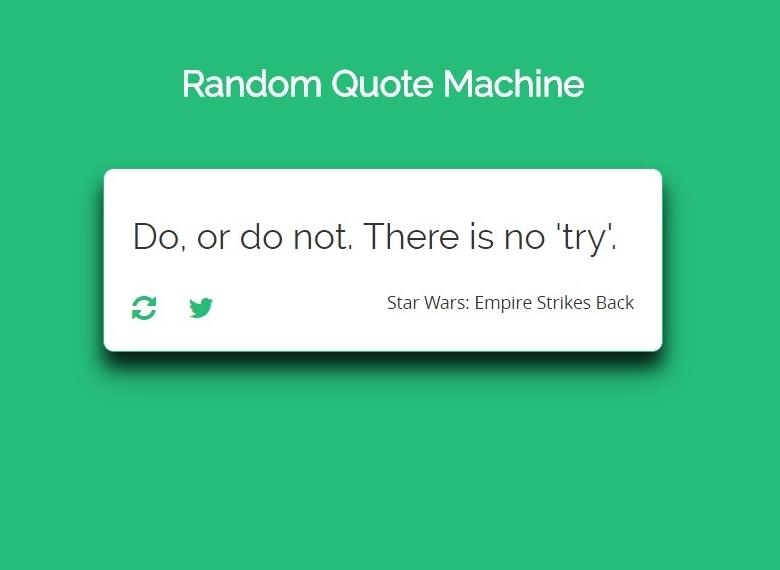 Random Quote Machine
Do, or do not. There is no 'try'.
Star Wars: Empire Strikes Back